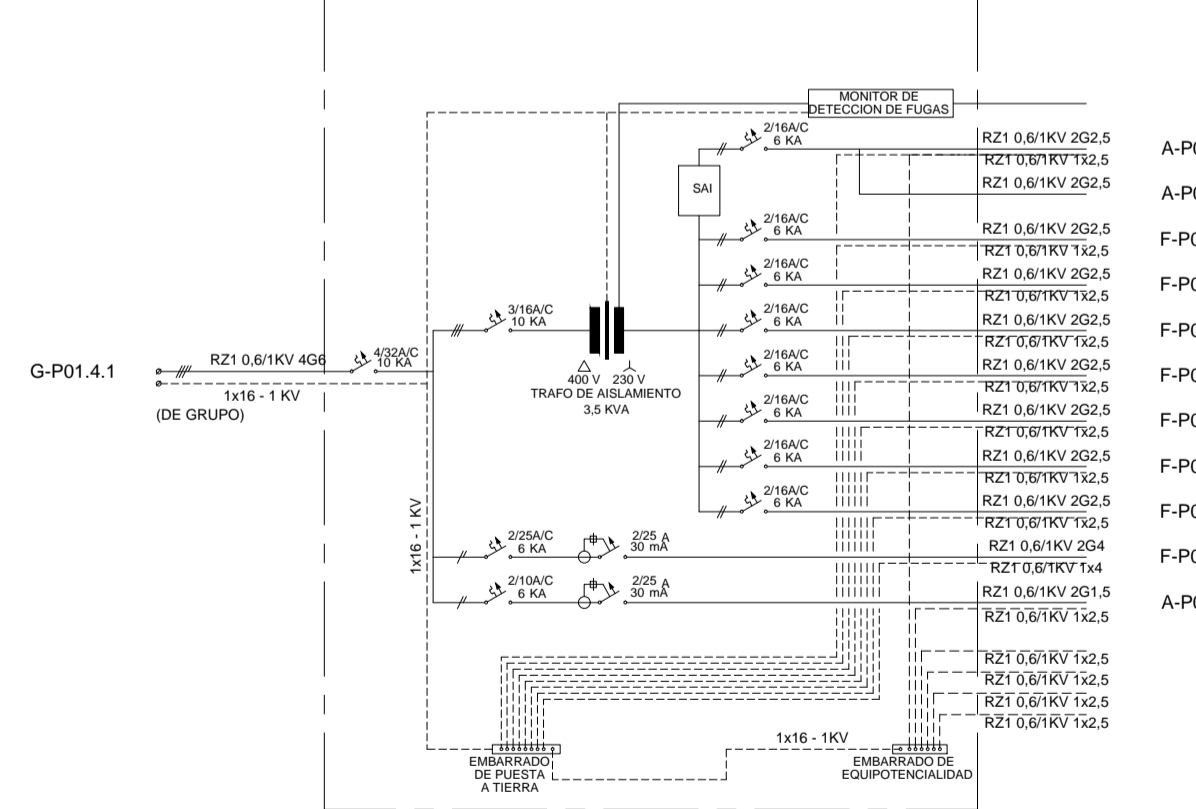 MONITOR DE
DETECCION DE FUGAS
2/16A/C
6 KA
RZ1 0,6/1KV 2G2,5
A-P0
RZ1 0,6/1KV 1x2,5
SAI
RZ1 0,6/1KV 2G2,5
A-P0
2/16A/C
6 KA
RZ1 0,6/1KV 2G2,5
F-P0
RZ1 0,6/1KV 1x2,5
2/16A/C
6 KA
RZ1 0,6/1KV 2G2,5
F-P0
RZ1 0,6/1KV 1x2,5
3/16A/C
10 KA
2/16A/C
6 KA
RZ1 0,6/1KV 2G2,5
F-P0
RZ1 0,6/1KV 1x2,5
G-P01.4.1
RZ1 0,6/1KV 4G6
4/32A/C
10 KA
1x16 - 1 KV
(DE GRUPO)
400 V
230 V
TRAFO DE AISLAMIENTO
3,5 KVA
2/16A/C
6 KA
RZ1 0,6/1KV 2G2,5
F-P0
RZ1 0,6/1KV 1x2,5
2/16A/C
6 KA
RZ1 0,6/1KV 2G2,5
F-P0
RZ1 0,6/1KV 1x2,5
2/16A/C
6 KA
RZ1 0,6/1KV 2G2,5
F-P0
RZ1 0,6/1KV 1x2,5
2/16A/C
6 KA
RZ1 0,6/1KV 2G2,5
F-P0
RZ1 0,6/1KV 1x2,5
1x16 - 1 KV
2/25A/C
6 KA
2/25 A
30 mA
RZ1 0,6/1KV 2G4
F-P0
RZ1 0,6/1KV 1x4
2/10A/C
6 KA
2/25 A
30 mA
RZ1 0,6/1KV 2G1,5
A-P0
RZ1 0,6/1KV 1x2,5
RZ1 0,6/1KV 1x2,5
RZ1 0,6/1KV 1x2,5
RZ1 0,6/1KV 1x2,5
RZ1 0,6/1KV 1x2,5
1x16 - 1KV
EMBARRADO
DE PUESTA
A TIERRA
EMBARRADO DE
EQUIPOTENCIALIDAD